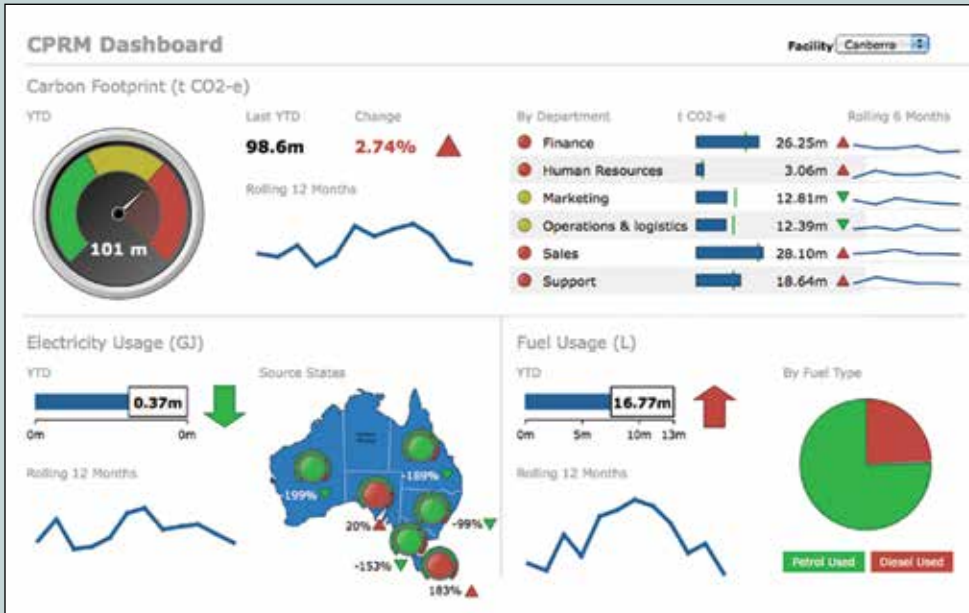 CPRM Dashboard
Facility Canberra
Carbon Footprint (t CO2-e)
YTD
101 m
Last YTD
98.6m
Change
2.74%
Rolling 12 Months
By Department t CO2-e Rolling 6 Months
Finance 26.25m
Human Resources 3.06m
Marketing 12.81m
Operations & logistics 12.39m
Sales 28.10m
Support 18.64m
Electricity Usage (GJ)
YTD
0.37m
0m 0m
Rolling 12 Months
Source States
-199%
-189%
20%
-99%
-153%
183%
Fuel Usage (L)
YTD
16.77m
0m 5m 10m 13m
Rolling 12 Months
By Fuel Type
Petrol Used Diesel Used